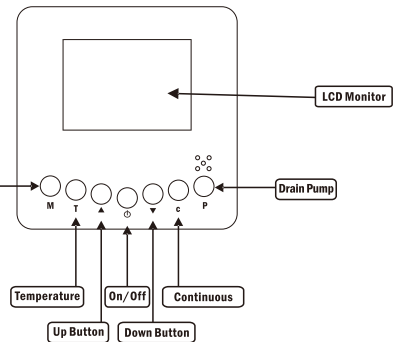 LCD Monitor
Drain Pump
M T c P
Temperature On/Off Continuous
Up Button Down Button